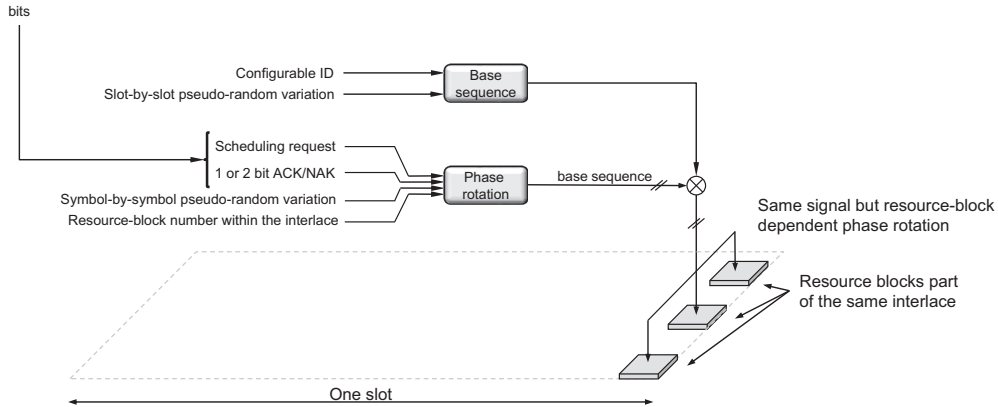 bits
Configurable ID
Slot-by-slot pseudo-random variation
Base
sequence
Scheduling request
1 or 2 bit ACK/NAK
Symbol-by-symbol pseudo-random variation
Resource-block number within the interlace
Phase
rotation
base sequence
Same signal but resource-block
dependent phase rotation
Resource blocks part
of the same interlace
One slot